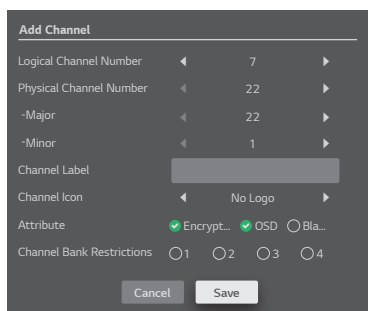 Add Channel
Logical Channel Number 7
Physical Channel Number 22
-Major 22
-Minor 1
Channel Label
Channel Icon No Logo
Attribute Encrypt... OSD Bla...
Channel Bank Restrictions 1 2 3 4
Cancel Save